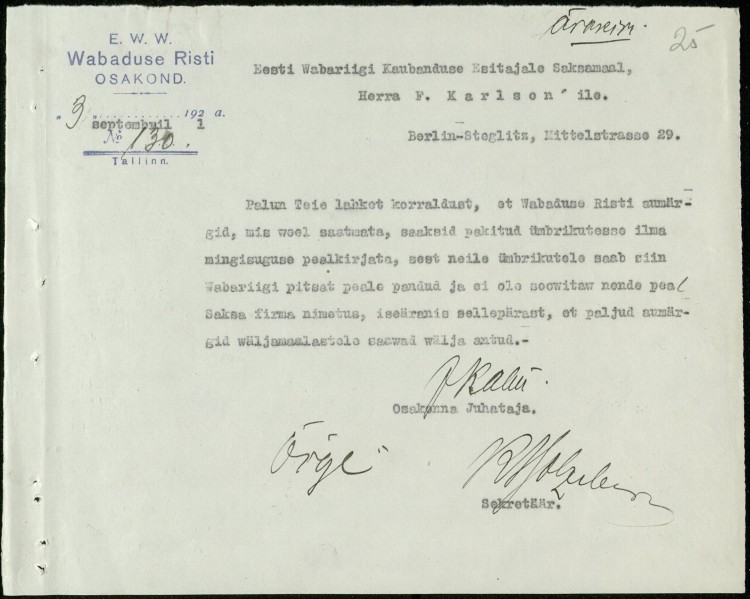 Ärakiri.
25
E. W. W.
Wabaduse Risti
OSAKOND.
"3" septembril 1921 a.
№ 130.
Tallinn.
Eesti Wabariigi Kaubanduse Esitajale Saksamaal,
Herra F. Karlson´ile.
Berlin-Steglitz, Mittelstrasse 29.
Palun Teie lahket korraldust, et Wabaduse Risti aumär-
gid, mis weel saatmata, saaksid pakitud ümbrikutesse ilma
mingisuguse pealkirjata, sest neile ümbrikutele saab siin
Wabariigi pitsat peale pandud ja ei ole soowitaw nende peal
Saksa firma nimetus, iseäranis sellepärast, et paljud aumär-
gid wäljamaalastele saawad wälja antud.-
Osakonna Juhataja.
Õige:
Sekretäär.